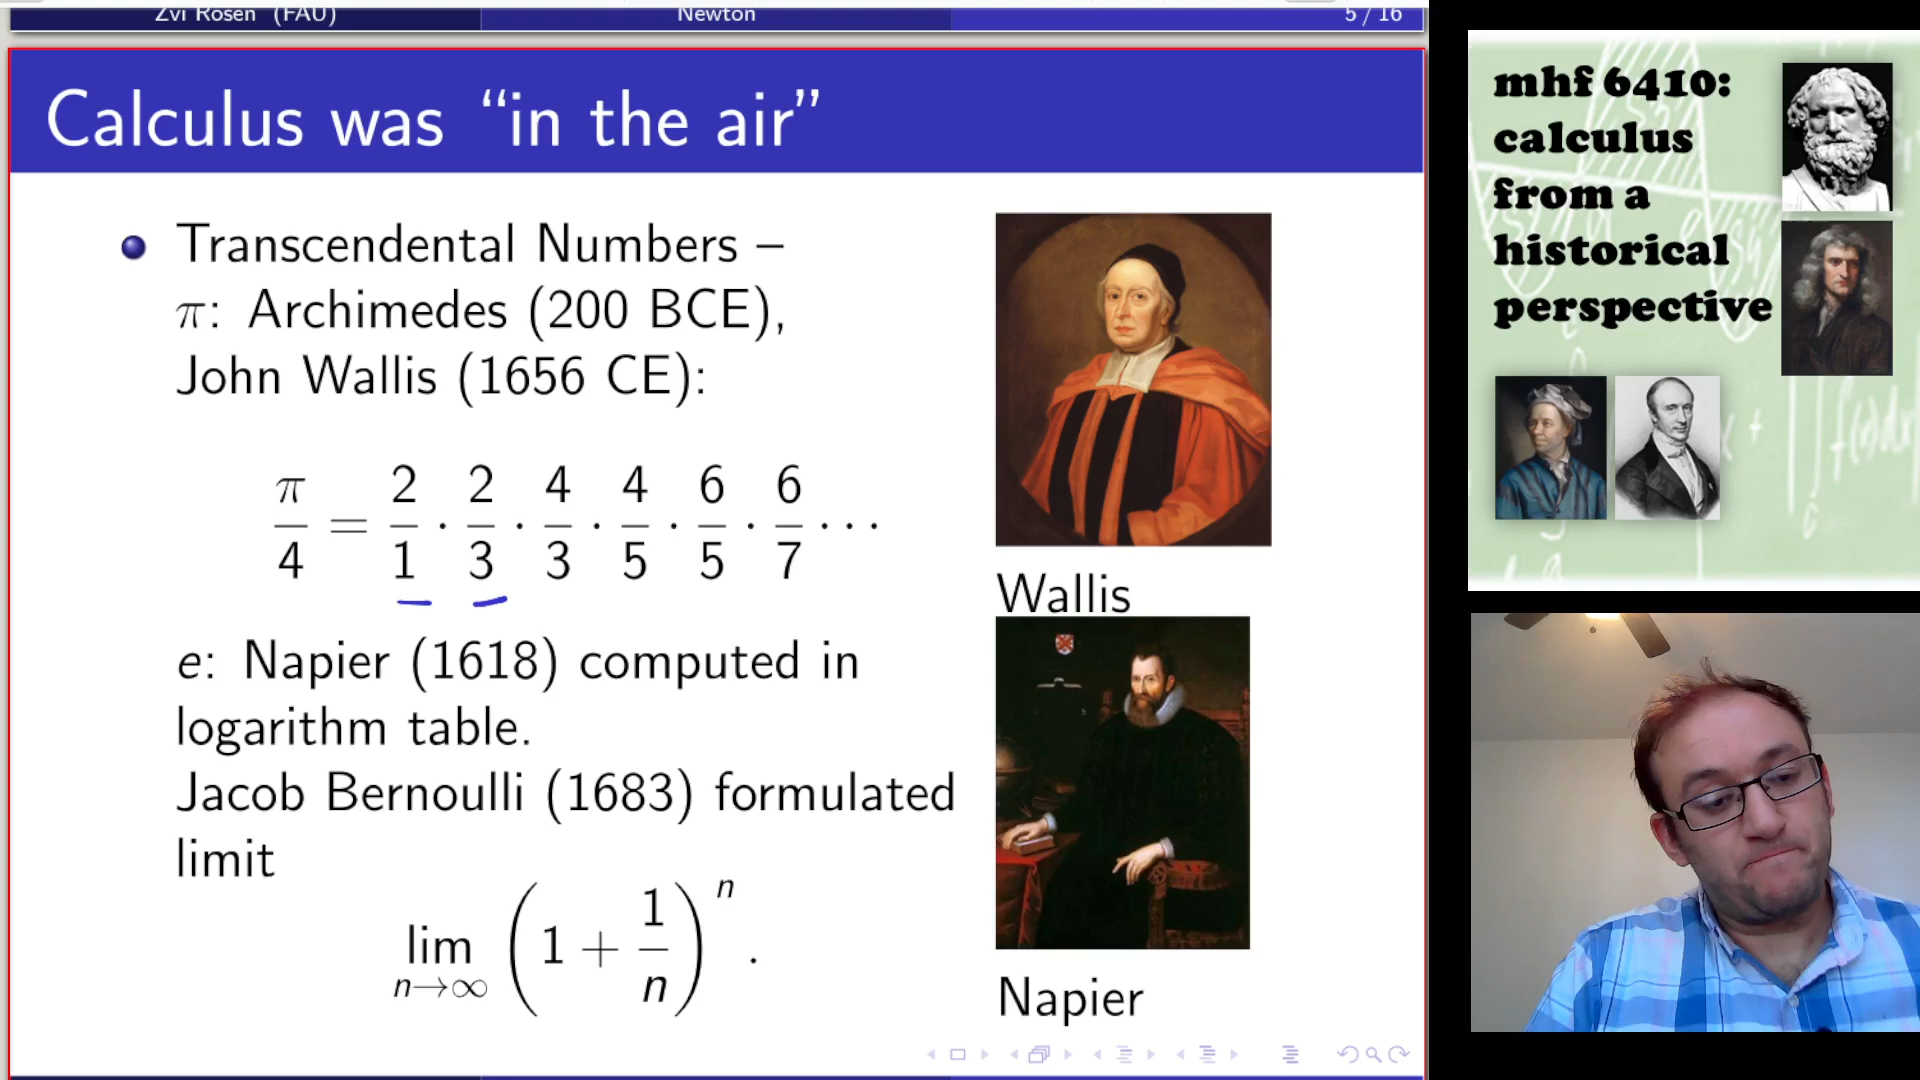 Zvi Rosen (FAU) Newton 5 / 16
Calculus was “in the air”
Transcendental Numbers –
π: Archimedes (200 BCE),
John Wallis (1656 CE):
π/4 = 2/1 · 2/3 · 4/3 · 4/5 · 6/5 · 6/7 · · ·
e: Napier (1618) computed in
logarithm table.
Jacob Bernoulli (1683) formulated
limit
lim n→∞ (1 + 1/n)^n .
Wallis
Napier
mhf 6410:
calculus
from a
historical
perspective